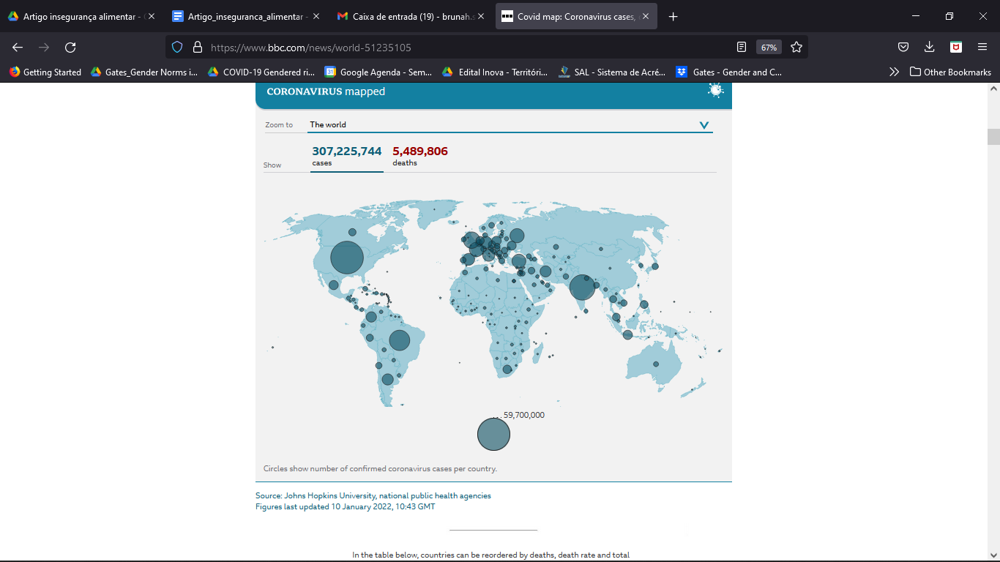 Artigo insegurança alimentar -
Artigo_inseguranca_alimentar -
Caixa de entrada (19) - brunah.s
Covid map: Coronavirus cases,
https://www.bbc.com/news/world-51235105
67%
Getting Started
Gates_Gender Norms i...
COVID-19 Gendered ri...
31
Google Agenda - Sem...
Edital Inova - Territóri...
SAL - Sistema de Acré...
Gates - Gender and C...
Other Bookmarks
CORONAVIRUS mapped
Zoom to
The world
Show
307,225,744
cases
5,489,806
deaths
59,700,000
Circles show number of confirmed coronavirus cases per country.
Source: Johns Hopkins University, national public health agencies
Figures last updated 10 January 2022, 10:43 GMT
In the table below, countries can be reordered by deaths, death rate and total